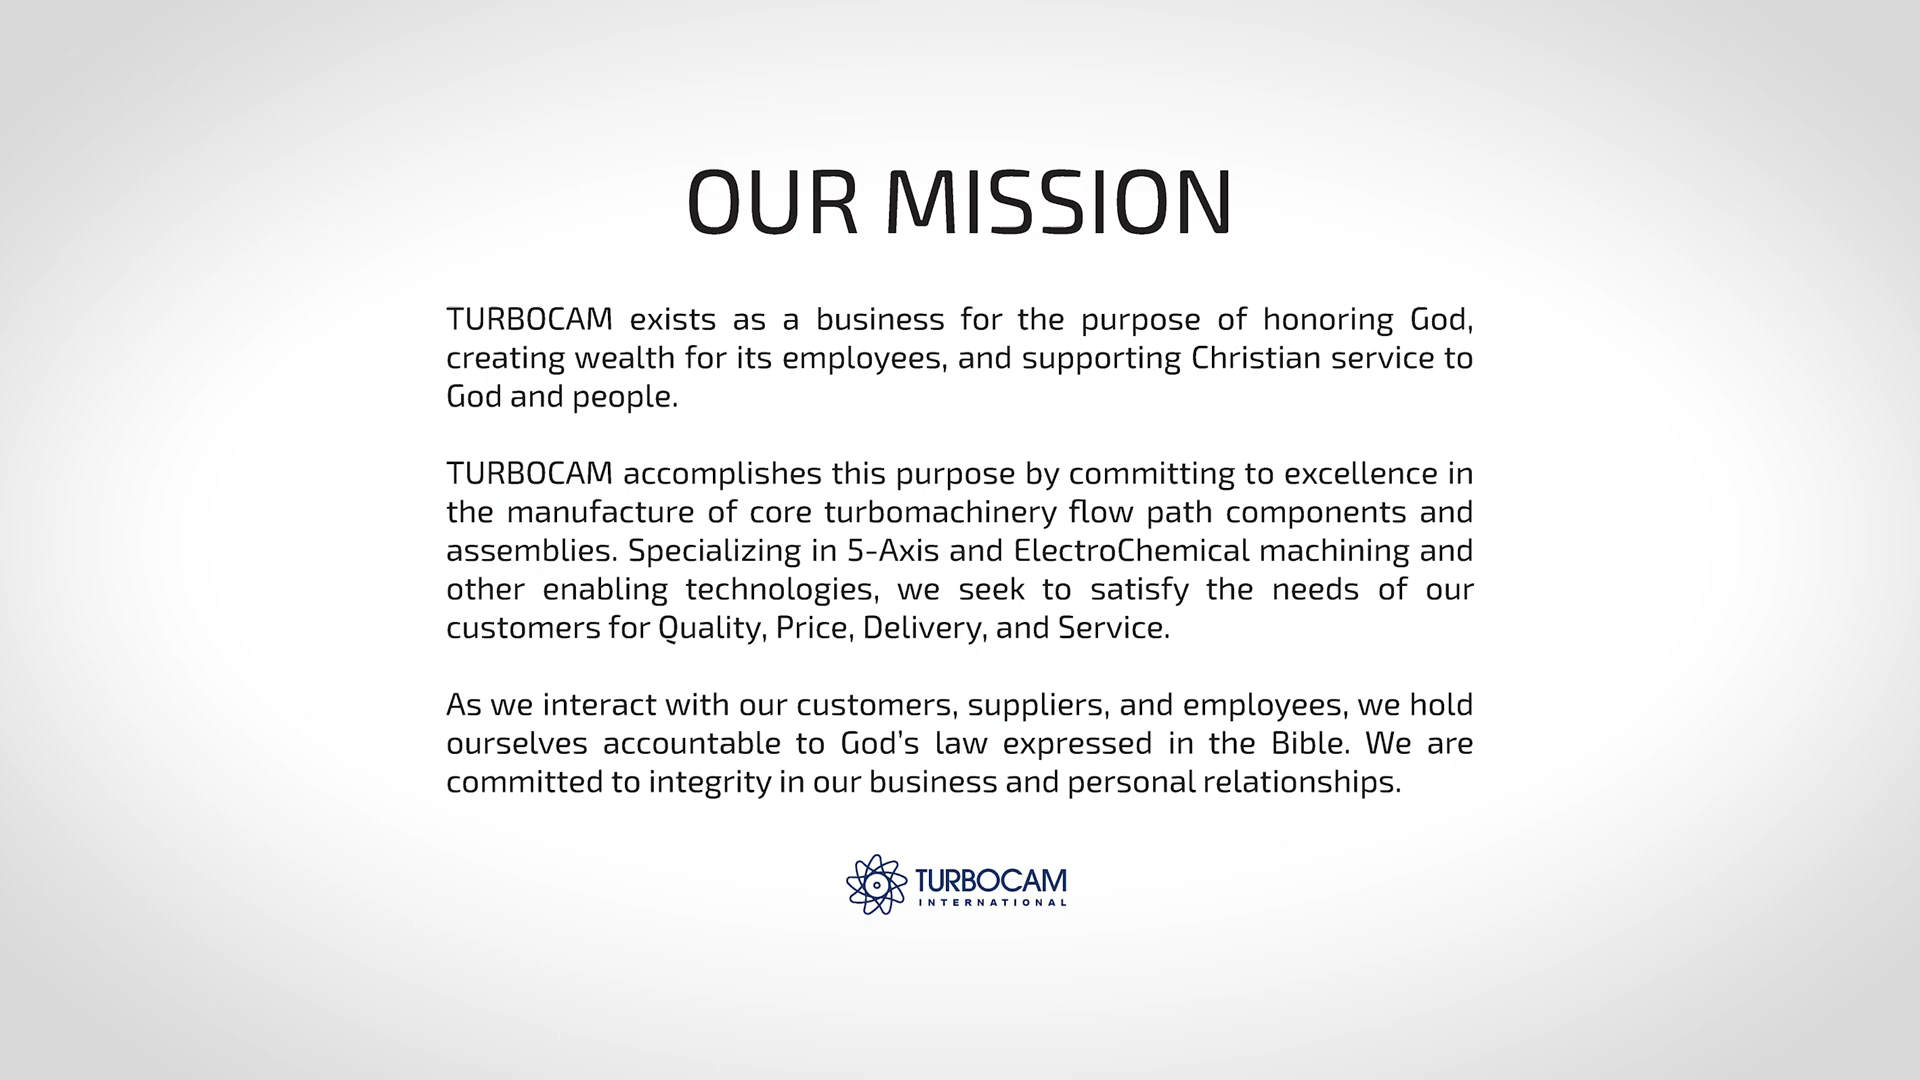 OUR MISSION
TURBOCAM exists as a business for the purpose of honoring God,
creating wealth for its employees, and supporting Christian service to
God and people.
TURBOCAM accomplishes this purpose by committing to excellence in
the manufacture of core turbomachinery flow path components and
assemblies. Specializing in 5-Axis and ElectroChemical machining and
other enabling technologies, we seek to satisfy the needs of our
customers for Quality, Price, Delivery, and Service.
As we interact with our customers, suppliers, and employees, we hold
ourselves accountable to God’s law expressed in the Bible. We are
committed to integrity in our business and personal relationships.
TURBOCAM
INTERNATIONAL